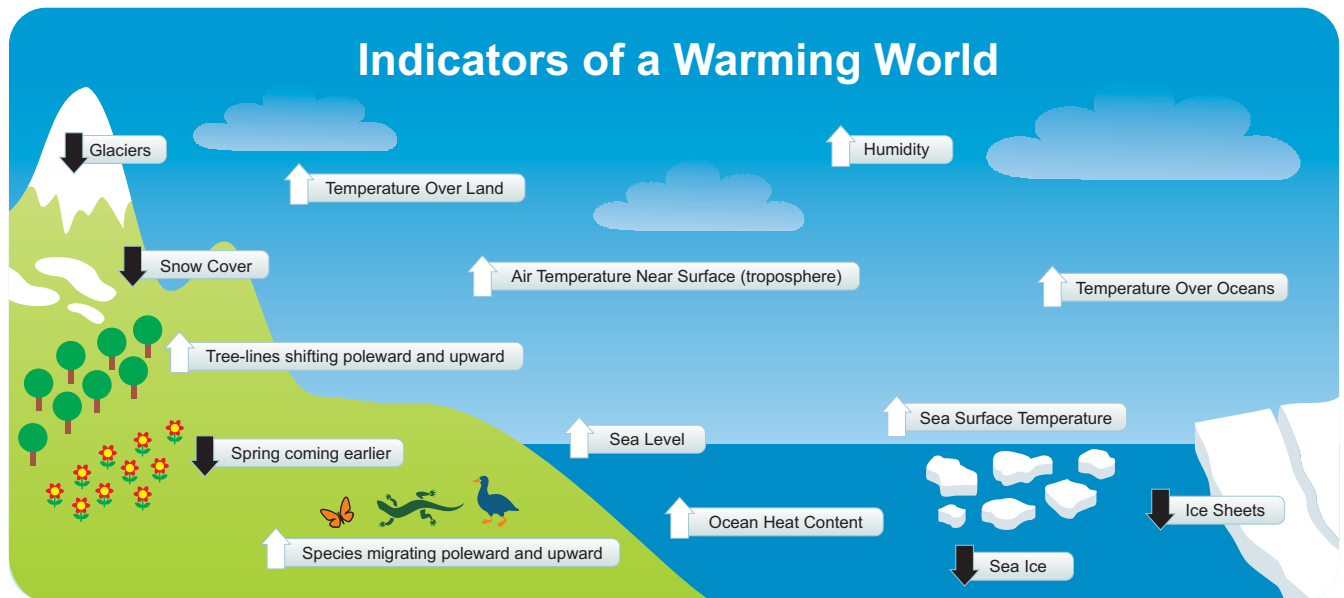 Indicators of a Warming World
Glaciers
Humidity
Temperature Over Land
Snow Cover
Air Temperature Near Surface (troposphere)
Temperature Over Oceans
Tree-lines shifting poleward and upward
Sea Surface Temperature
Sea Level
Spring coming earlier
Ice Sheets
Ocean Heat Content
Species migrating poleward and upward
Sea Ice